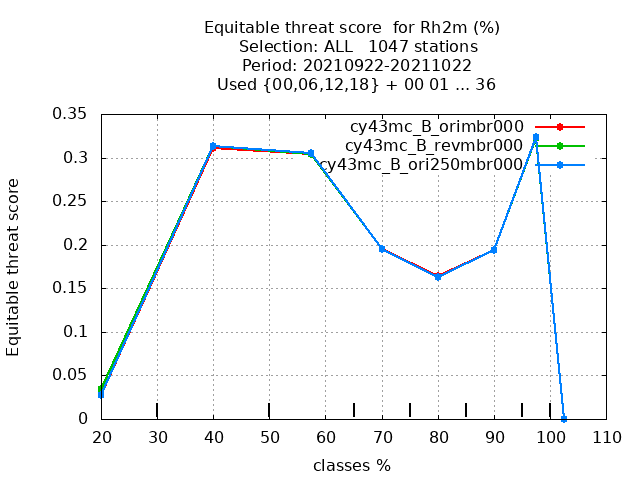 Equitable threat score  for Rh2m (%)
Selection: ALL   1047 stations
Period: 20210922-20211022
Used {00,06,12,18} + 00 01 ... 36
cy43mc_B_orimbr000
cy43mc_B_revmbr000
cy43mc_B_ori250mbr000
Equitable threat score
0.35
0.3
0.25
0.2
0.15
0.1
0.05
0
20 30 40 50 60 70 80 90 100 110
classes %